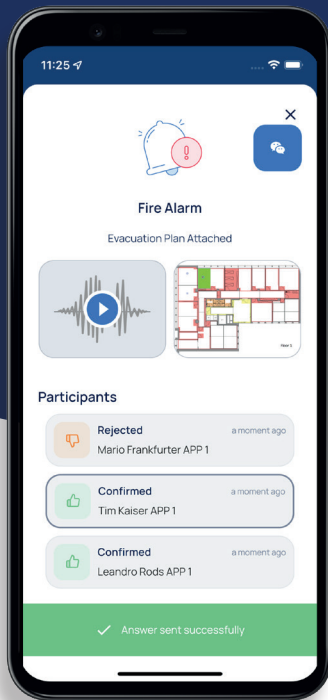 11:25
Fire Alarm
Evacuation Plan Attached
Participants
Rejected a moment ago
Mario Frankfurter APP 1
Confirmed a moment ago
Tim Kaiser APP 1
Confirmed a moment ago
Leandro Rods APP 1
Answer sent successfully